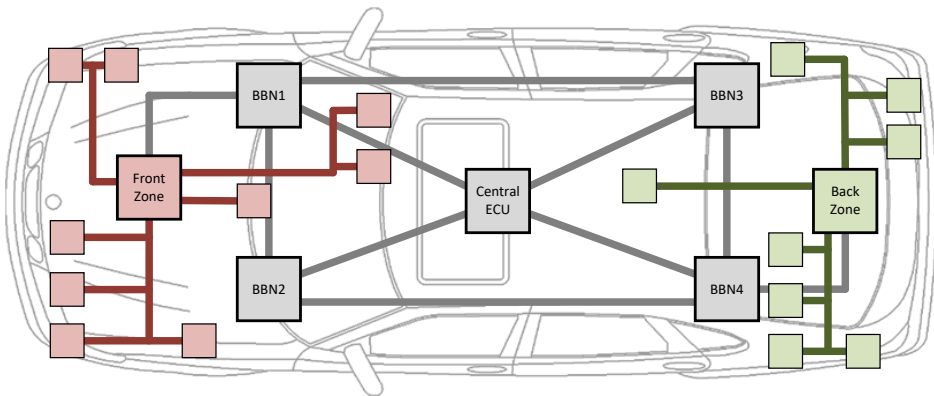 BBN1
BBN3
Front
Zone
Central
ECU
Back
Zone
BBN2
BBN4